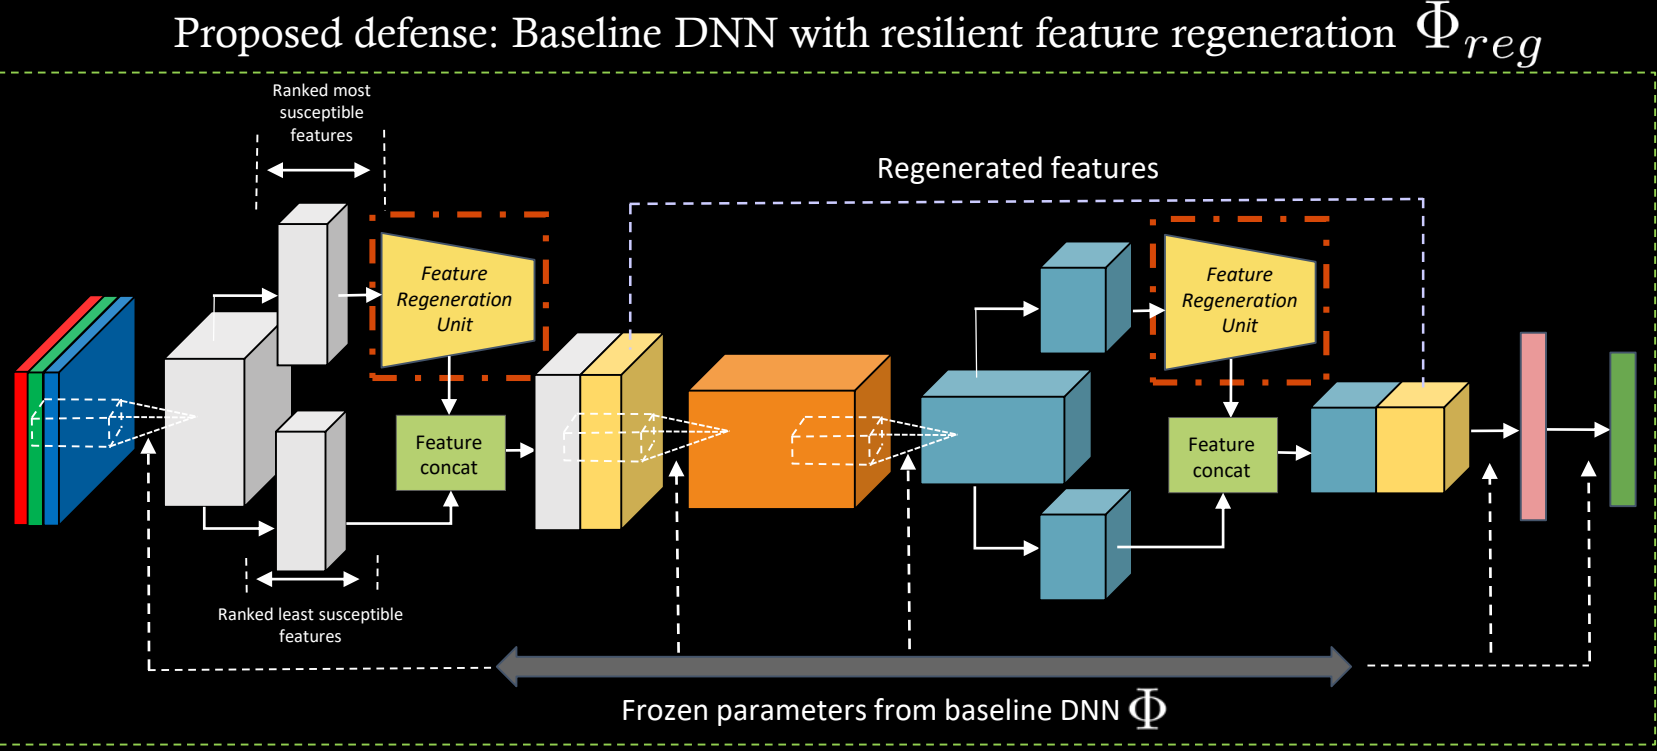 Proposed defense: Baseline DNN with resilient feature regeneration Φreg
Ranked most
susceptible
features
Regenerated features
Feature
Regeneration
Unit
Feature
Regeneration
Unit
Feature
concat
Feature
concat
Ranked least susceptible
features
Frozen parameters from baseline DNN Φ